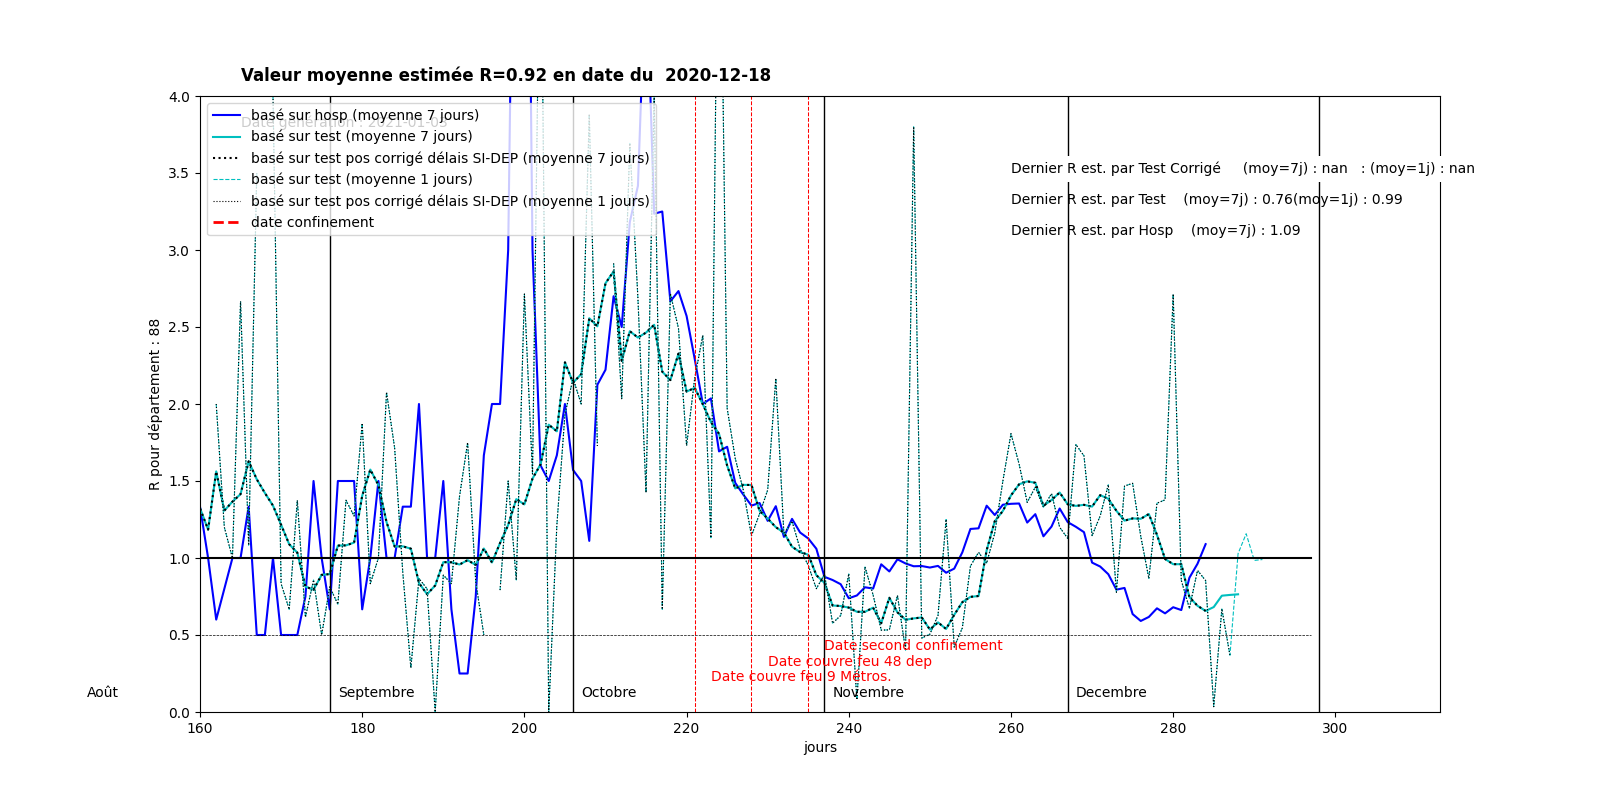 Valeur moyenne estimée R=0.92 en date du  2020-12-18
Date génération : 2021-01-03
basé sur hosp (moyenne 7 jours)
basé sur test (moyenne 7 jours)
basé sur test pos corrigé délais SI-DEP (moyenne 7 jours)
basé sur test (moyenne 1 jours)
basé sur test pos corrigé délais SI-DEP (moyenne 1 jours)
date confinement
Dernier R est. par Test Corrigé     (moy=7j) : nan   : (moy=1j) : nan
Dernier R est. par Test    (moy=7j) : 0.76(moy=1j) : 0.99
Dernier R est. par Hosp    (moy=7j) : 1.09
4.0
3.5
3.0
2.5
2.0
1.5
1.0
0.5
0.0
R pour département : 88
Date second confinement
Date couvre feu 48 dep
Date couvre feu 9 Métros.
Août
Septembre
Octobre
Novembre
Decembre
160 180 200 220 240 260 280 300
jours